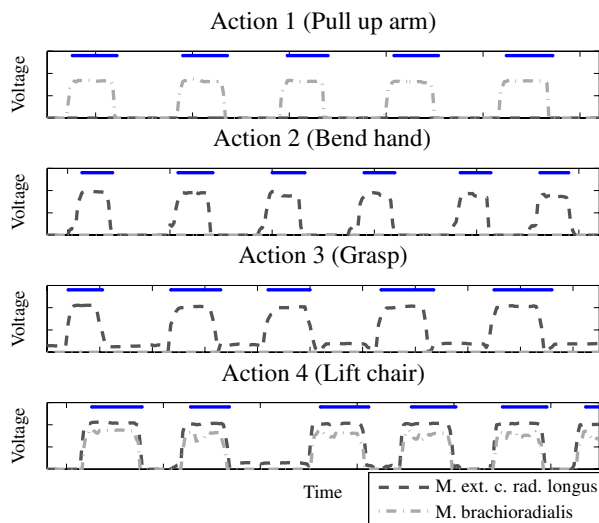 Action 1 (Pull up arm)
Voltage
Action 2 (Bend hand)
Voltage
Action 3 (Grasp)
Voltage
Action 4 (Lift chair)
Voltage
Time
M. ext. c. rad. longus
M. brachioradialis